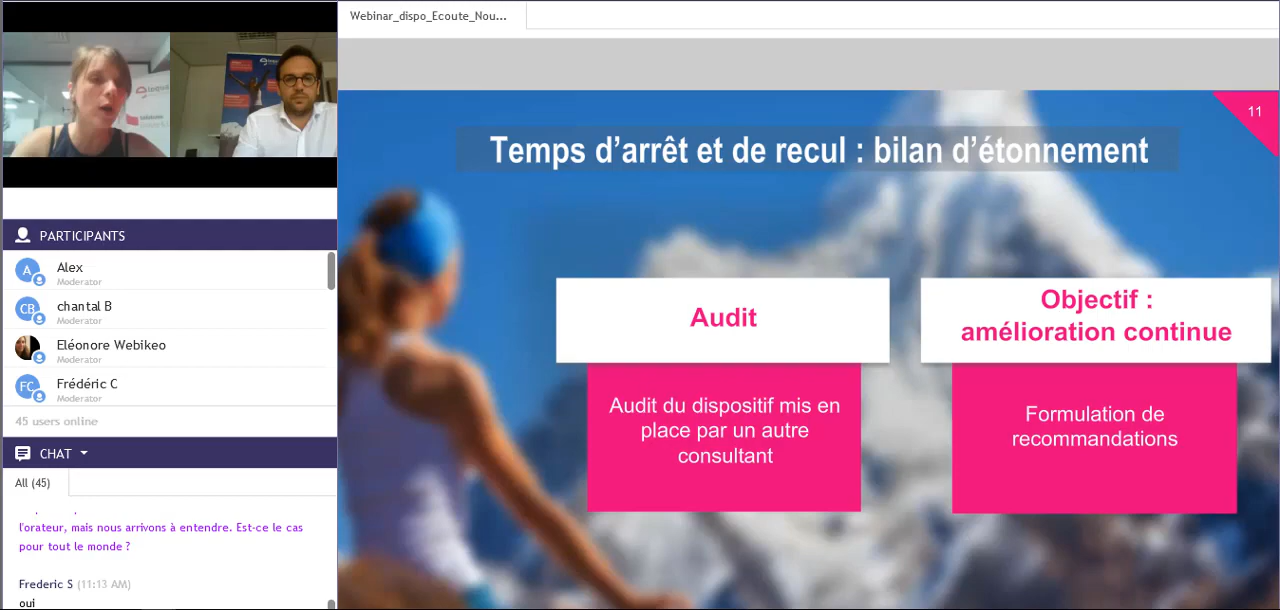 Webinar_dispo_Ecoute_Nou...
11
Temps d'arrêt et de recul : bilan d'étonnement
Audit
Audit du dispositif mis en
place par un autre
consultant
Objectif :
amélioration continue
Formulation de
recommandations
PARTICIPANTS
A
Alex
Moderator
CB
chantal B
Moderator
Eléonore Webikeo
Moderator
FC
Frédéric C
Moderator
45 users online
CHAT
All (45)
l'orateur, mais nous arrivons à entendre. Est-ce le cas
pour tout le monde ?
Frederic S (11:13 AM)
oui